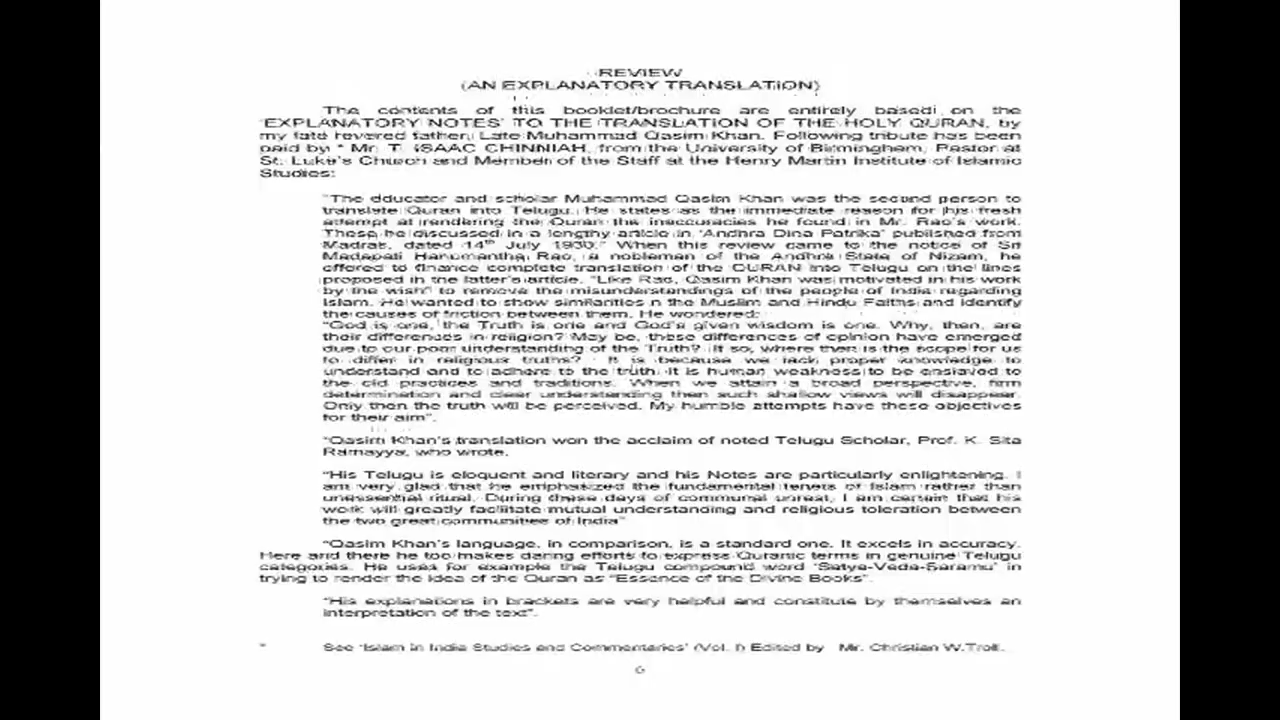 REVIEW
(AN EXPLANATORY TRANSLATION)
The contents of this booklet/brochure are entirely based on the
'EXPLANATORY NOTES' TO THE TRANSLATION OF THE HOLY QURAN, by
my late revered father, Late Muhammad Qasim Khan. Following tribute has been
paid by * Mr. T. ISAAC CHINNIAH, from the University of Birmingham, Pastor at
St. Luke's Church and Member of the Staff at the Henry Martin Institute of Islamic
Studies:
"The educator and scholar Muhammad Qasim Khan was the second person to
translate Quran into Telugu. He states as the immediate reason for his fresh
attempt at rendering the Quran the inaccuracies he found in Mr. Rao's work.
These he discussed in a lengthy article in 'Andhra Dina Patrika' published from
Madras, dated 14th July 1930." When this review came to the notice of Sri
Madapati Hanumantha Rao, a nobleman of the Andhra State of Nizam, he
offered to finance complete translation of the QURAN into Telugu on the lines
proposed in the latter's article. "Like Rao, Qasim Khan was motivated in his work
by the wish" to remove the misunderstandings of the people of India regarding
Islam. He wanted to show similarities n the Muslim and Hindu Faiths and identify
the causes of friction between them. He wondered:
"God is one, the Truth is one and God's given wisdom is one. Why, then, are
their differences in religion? May be, these differences of opinion have emerged
due to our poor understanding of the Truth? If so, where then is the scope for us
to differ in religious truths? It is because we lack proper knowledge to
understand and to adhere to the truth. It is human weakness to be enslaved to
the old practices and traditions. When we attain a broad perspective, firm
determination and clear understanding then such shallow views will disappear.
Only then the truth will be perceived. My humble attempts have these objectives
for their aim".
"Qasim Khan's translation won the acclaim of noted Telugu Scholar, Prof. K. Sita
Ramayya, who wrote.
"His Telugu is eloquent and literary and his Notes are particularly enlightening. I
am very glad that he emphasized the fundamental tenets of Islam rather than
unessential ritual. During these days of communal unrest, I am certain that his
work will greatly facilitate mutual understanding and religious toleration between
the two great communities of India"
"Qasim Khan's language, in comparison, is a standard one. It excels in accuracy.
Here and there he too makes daring efforts to express Quranic terms in genuine Telugu
categories. He uses for example the Telugu compound word 'Satya-Veda-Saramu' in
trying to render the idea of the Quran as "Essence of the Divine Books".
"His explanations in brackets are very helpful and constitute by themselves an
interpretation of the text".
* See 'Islam in India Studies and Commentaries' (Vol. I) Edited by Mr. Christian W.Troll.